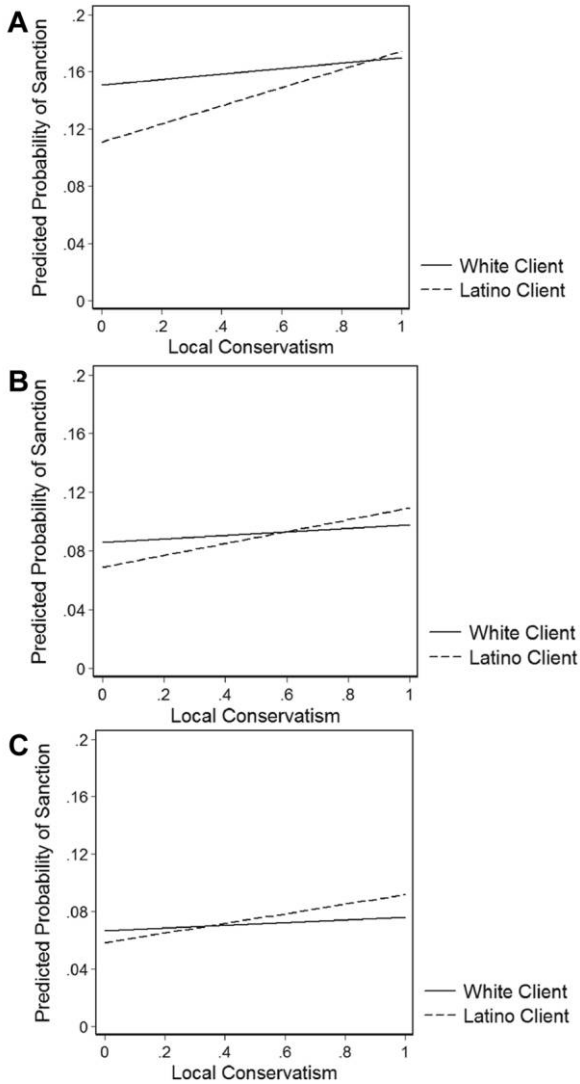 A
Predicted Probability of Sanction
.2
.16
.12
.08
.04
0
0 .2 .4 .6 .8 1
Local Conservatism
White Client
Latino Client
B
Predicted Probability of Sanction
.2
.16
.12
.08
.04
0
0 .2 .4 .6 .8 1
Local Conservatism
White Client
Latino Client
C
Predicted Probability of Sanction
.2
.16
.12
.08
.04
0
0 .2 .4 .6 .8 1
Local Conservatism
White Client
Latino Client